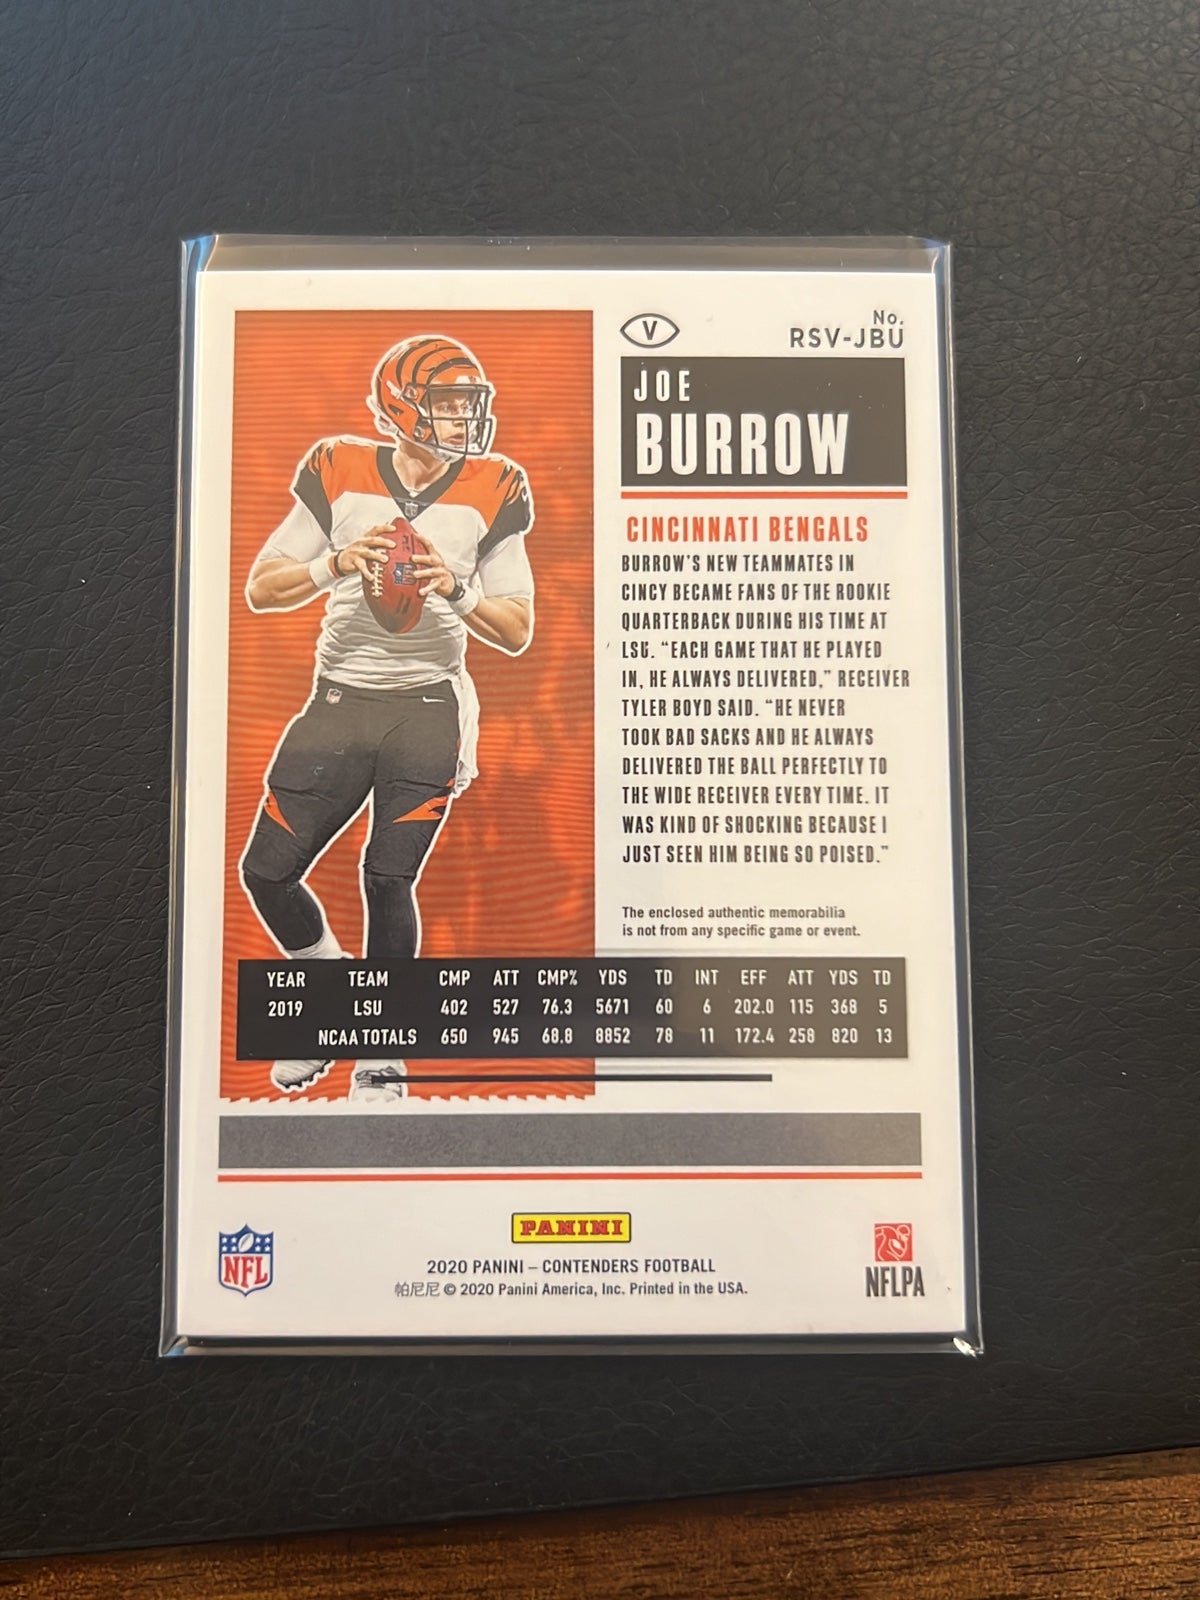 V
No.
RSV-JBU
JOE
BURROW
CINCINNATI BENGALS
BURROW'S NEW TEAMMATES IN
CINCY BECAME FANS OF THE ROOKIE
QUARTERBACK DURING HIS TIME AT
LSU. "EACH GAME THAT HE PLAYED
IN, HE ALWAYS DELIVERED," RECEIVER
TYLER BOYD SAID. "HE NEVER
TOOK BAD SACKS AND HE ALWAYS
DELIVERED THE BALL PERFECTLY TO
THE WIDE RECEIVER EVERY TIME. IT
WAS KIND OF SHOCKING BECAUSE I
JUST SEEN HIM BEING SO POISED."
The enclosed authentic memorabilia
is not from any specific game or event.
YEAR TEAM CMP ATT CMP% YDS TD INT EFF ATT YDS TD
2019 LSU 402 527 76.3 5671 60 6 202.0 115 368 5
NCAA TOTALS 650 945 68.8 8852 78 11 172.4 258 820 13
PANINI
NFL
2020 PANINI – CONTENDERS FOOTBALL
帕尼尼 © 2020 Panini America, Inc. Printed in the USA.
NFLPA